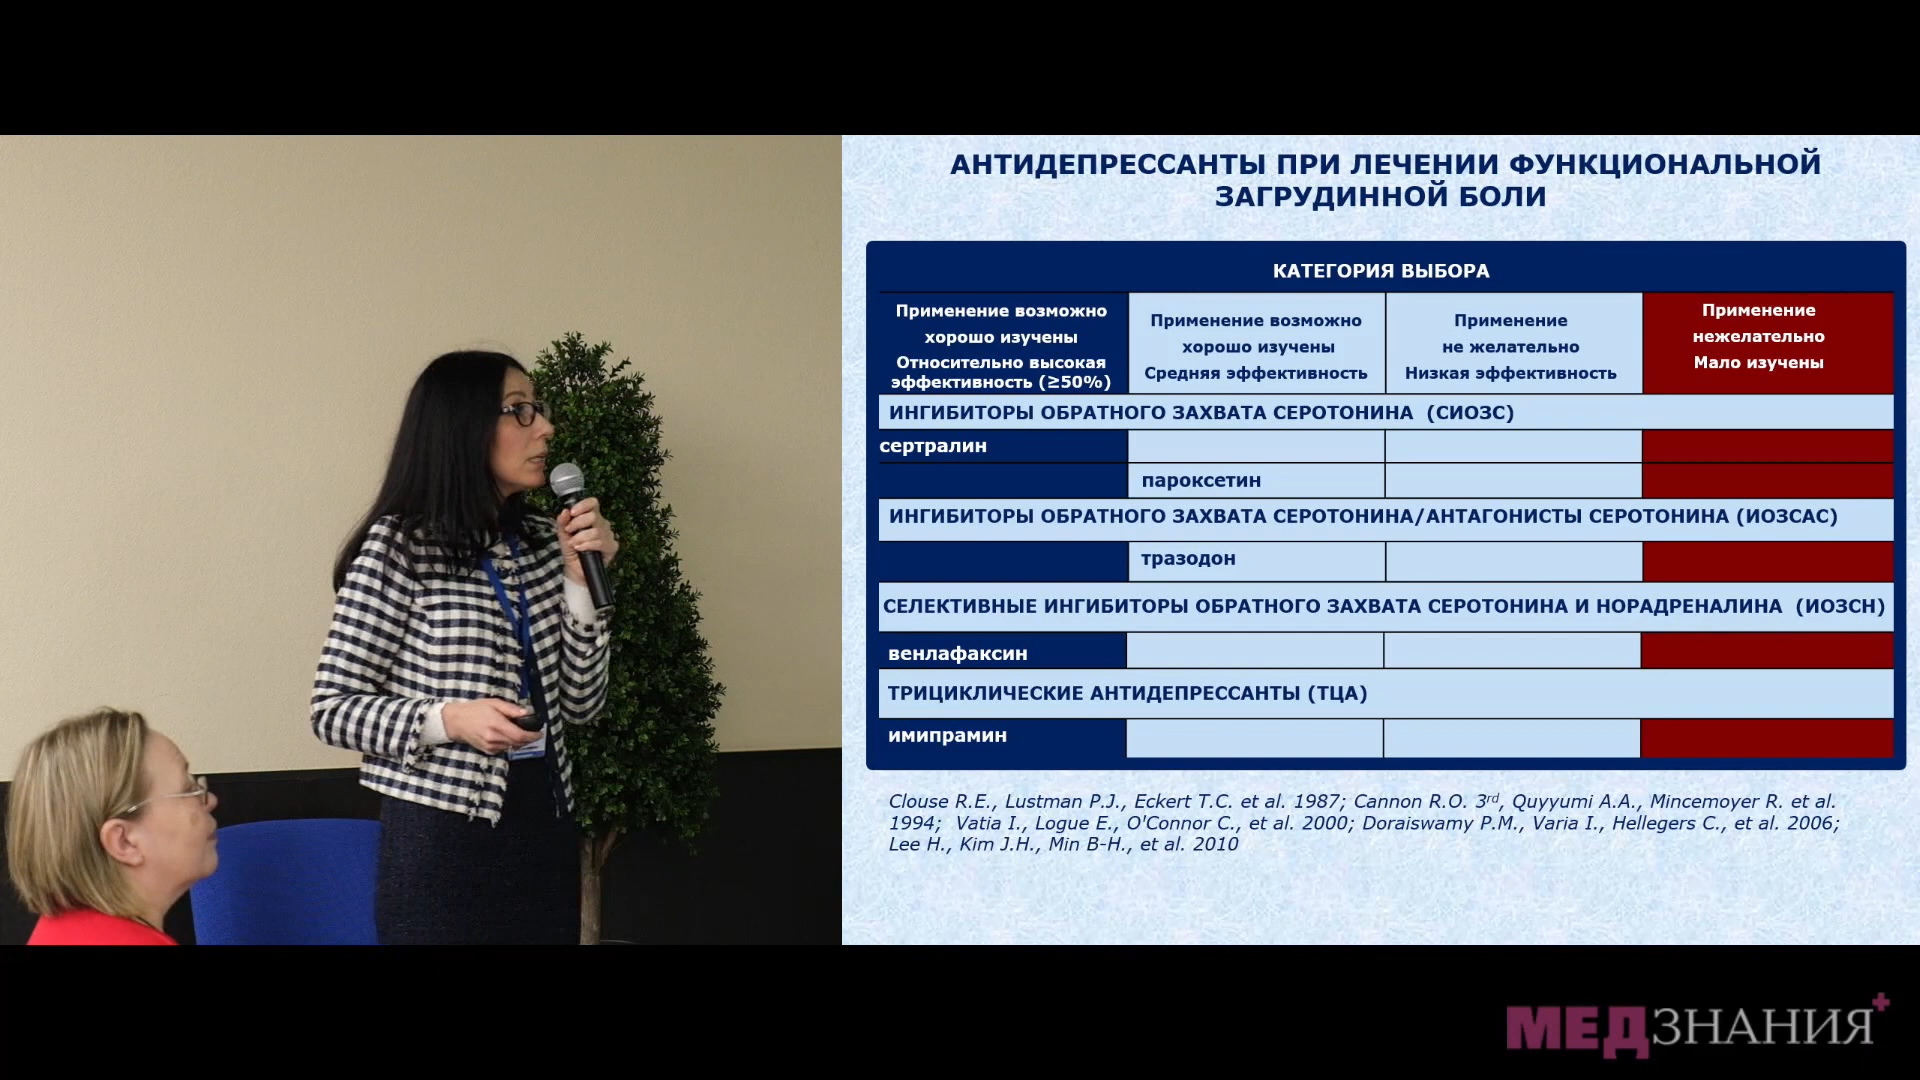 АНТИДЕПРЕССАНТЫ ПРИ ЛЕЧЕНИИ ФУНКЦИОНАЛЬНОЙ
ЗАГРУДИННОЙ БОЛИ
КАТЕГОРИЯ ВЫБОРА
Применение возможно
хорошо изучены
Относительно высокая
эффективность (≥50%)
Применение возможно
хорошо изучены
Средняя эффективность
Применение
не желательно
Низкая эффективность
Применение
нежелательно
Мало изучены
ИНГИБИТОРЫ ОБРАТНОГО ЗАХВАТА СЕРОТОНИНА (СИОЗС)
сертралин
пароксетин
ИНГИБИТОРЫ ОБРАТНОГО ЗАХВАТА СЕРОТОНИНА/АНТАГОНИСТЫ СЕРОТОНИНА (ИОЗСАС)
тразодон
СЕЛЕКТИВНЫЕ ИНГИБИТОРЫ ОБРАТНОГО ЗАХВАТА СЕРОТОНИНА И НОРАДРЕНАЛИНА (ИОЗСН)
венлафаксин
ТРИЦИКЛИЧЕСКИЕ АНТИДЕПРЕССАНТЫ (ТЦА)
имипрамин
Clouse R.E., Lustman P.J., Eckert T.C. et al. 1987; Cannon R.O. 3rd, Quyyumi A.A., Mincemoyer R. et al.
1994; Vatia I., Logue E., O'Connor C., et al. 2000; Doraiswamy P.M., Varia I., Hellegers C., et al. 2006;
Lee H., Kim J.H., Min B-H., et al. 2010
МЕДЗНАНИЯ+